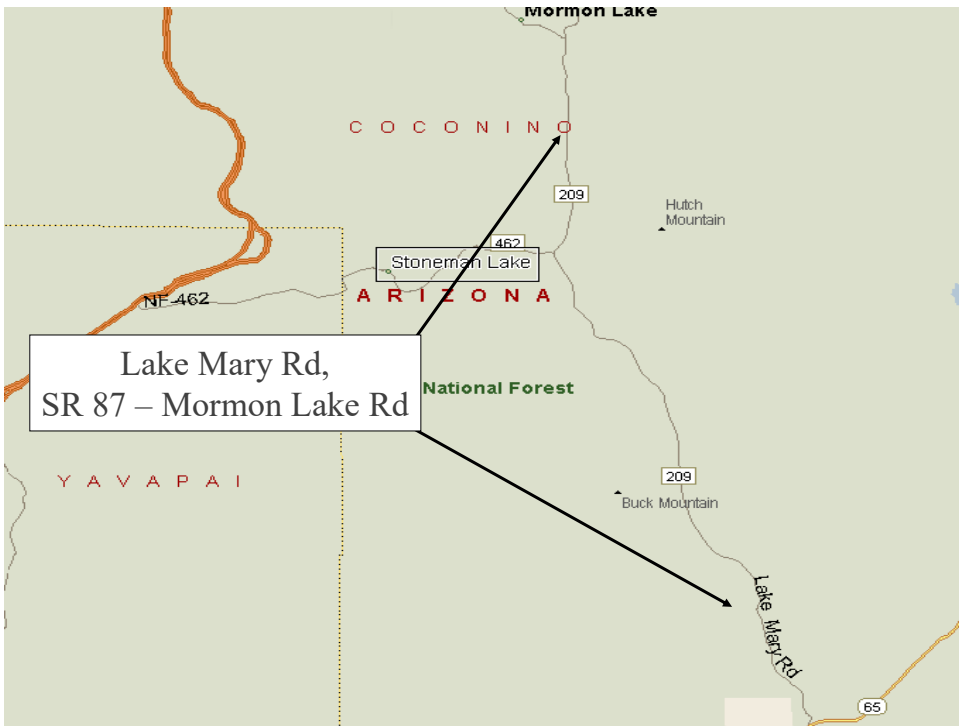 Mormon Lake
COCONINO
209
Hutch
Mountain
462
Stoneman Lake
ARIZONA
NF-462
Lake Mary Rd,
SR 87 – Mormon Lake Rd
National Forest
YAVAPAI
209
Buck Mountain
Lake Mary Rd
65